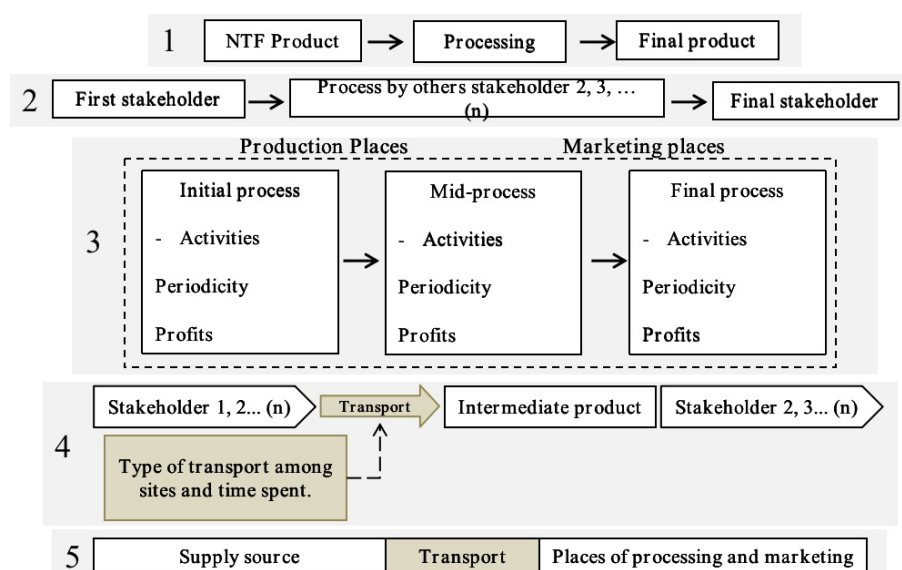 1
NTF Product
Processing
Final product
2
First stakeholder
Process by others stakeholder 2, 3, …
(n)
Final stakeholder
Production Places
Marketing places
3
Initial process
- Activities
Periodicity
Profits
Mid-process
- Activities
Periodicity
Profits
Final process
- Activities
Periodicity
Profits
4
Stakeholder 1, 2... (n)
Transport
Intermediate product
Stakeholder 2, 3... (n)
Type of transport among
sites and time spent.
5
Supply source
Transport
Places of processing and marketing